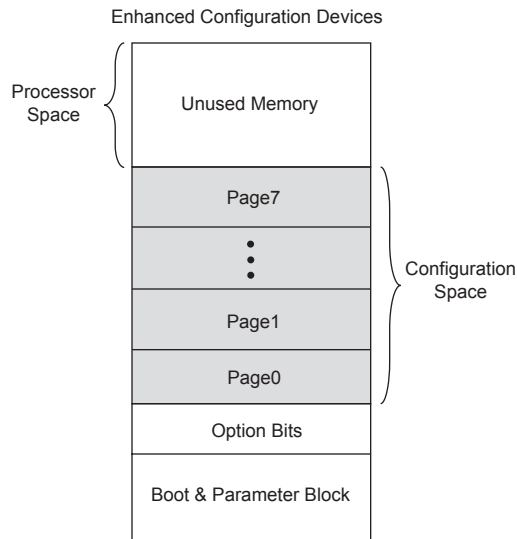 Enhanced Configuration Devices
Processor
Space
Unused Memory
Page7
Configuration
Space
Page1
Page0
Option Bits
Boot & Parameter Block